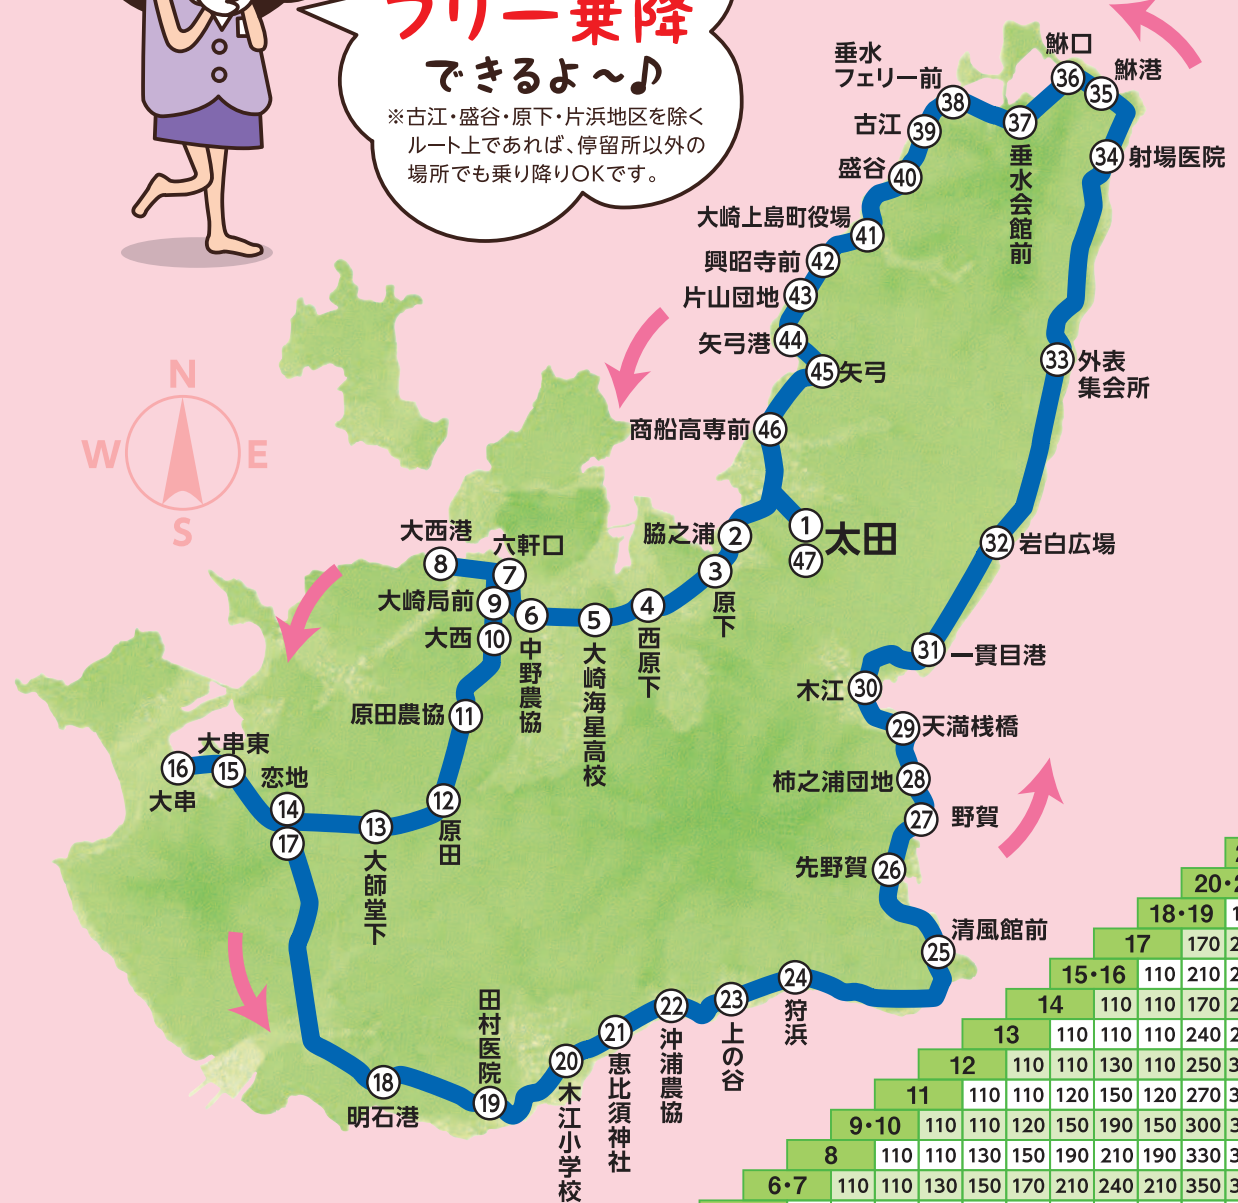 フリー乗降
できるよ～♪
※古江・盛谷・原下・片浜地区を除く
ルート上であれば、停留所以外の
場所でも乗り降りOKです。
N
W E
S
36 鮴口
35 鮴港
垂水
フェリー前
38
37 垂水会館前
古江 39
34 射場医院
盛谷 40
大崎上島町役場
41
興昭寺前 42
片山団地 43
矢弓港 44
45 矢弓
33 外表
集会所
商船高専前 46
1 太田
47
脇之浦 2
3 原下
4 西原下
5 大崎海星高校
6 中野農協
六軒口
7
大西港
8
大崎局前 9
大西 10
原田農協 11
12 原田
13 大師堂下
恋地
14
17
大串東
15
16
大串
32 岩白広場
31 一貫目港
木江 30
29 天満桟橋
柿之浦団地 28
27 野賀
先野賀 26
清風館前
25
24 狩浜
23 上の谷
22 沖浦農協
21 恵比須神社
20 木江小学校
田村医院
19
18
明石港
20・2
18・19 1
17 170 2
15・16 110 210 2
14 110 110 170 2
13 110 110 110 240 2
12 110 110 130 110 250 3
11 110 110 120 150 120 270 3
9・10 110 110 120 150 190 150 300 3
8 110 110 130 150 190 210 190 330 3
6・7 110 110 130 150 170 210 240 210 350 3